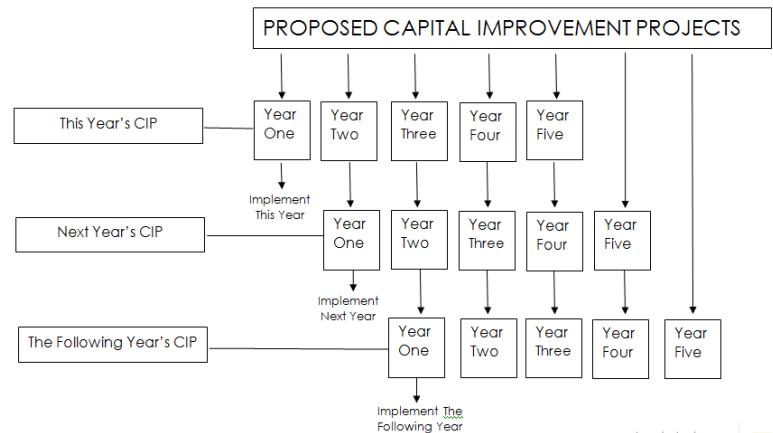 PROPOSED CAPITAL IMPROVEMENT PROJECTS
This Year's CIP
Year
One
Year
Two
Year
Three
Year
Four
Year
Five
Implement
This Year
Next Year's CIP
Year
One
Year
Two
Year
Three
Year
Four
Year
Five
Implement
Next Year
The Following Year's CIP
Year
One
Year
Two
Year
Three
Year
Four
Year
Five
Implement The
Following Year